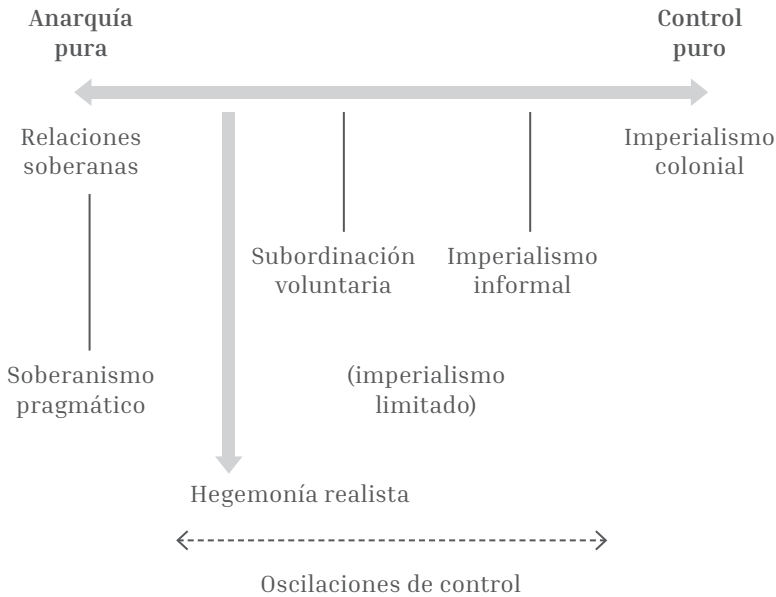 Anarquía
pura
Control
puro
Relaciones
soberanas
Imperialismo
colonial
Subordinación
voluntaria
Imperialismo
informal
Soberanismo
pragmático
(imperialismo
limitado)
Hegemonía realista
Oscilaciones de control